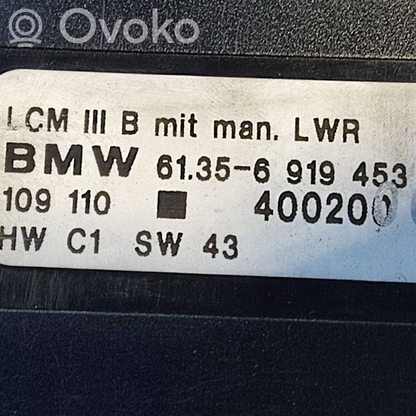 Ovoko
LCM III B mit man. LWR
BMW 61.35-6 919 453
109 110 ■ 400200
HW C1 SW 43